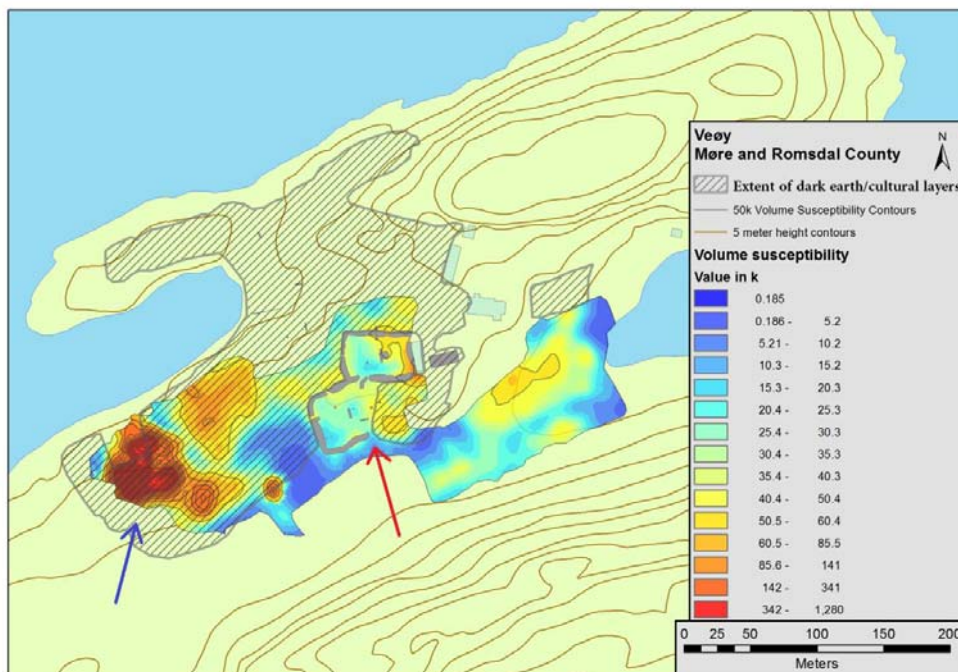 Veøy
Møre and Romsdal County
N
Extent of dark earth/cultural layers
50k Volume Susceptibility Contours
5 meter height contours
Volume susceptibility
Value in k
0.185
0.186 - 5.2
5.21 - 10.2
10.3 - 15.2
15.3 - 20.3
20.4 - 25.3
25.4 - 30.3
30.4 - 35.3
35.4 - 40.3
40.4 - 50.4
50.5 - 60.4
60.5 - 85.5
85.6 - 141
142 - 341
342 - 1,280
0 25 50 100 150 200
Meters